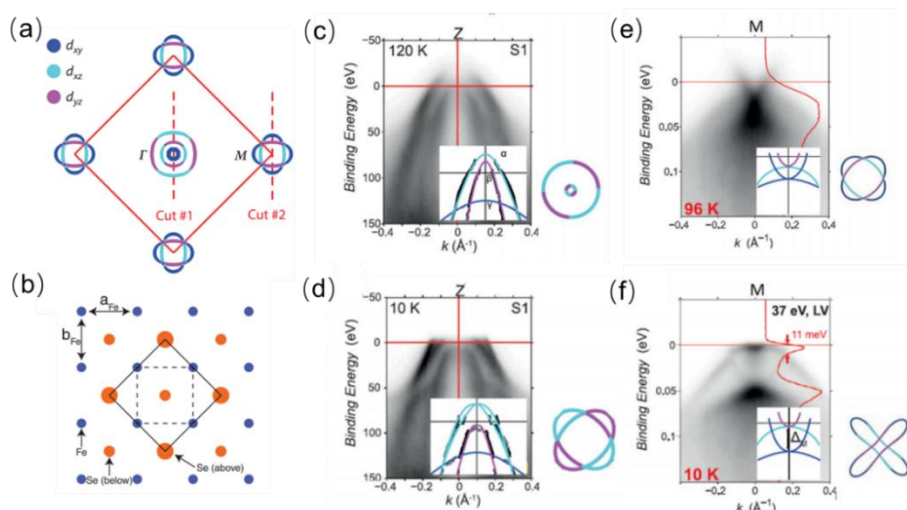 (a)
d_xy
d_xz
d_yz
Γ
M
Cut #1
Cut #2
(b)
a_Fe
b_Fe
Fe
Se (below)
Se (above)
(c)
Z
120 K
S1
-50
0
50
100
150
Binding Energy (eV)
α
β
γ
-0.4
-0.2
0.0
0.2
0.4
k (Å⁻¹)
(d)
Z
10 K
S1
-50
0
50
100
150
Binding Energy (eV)
-0.4
-0.2
0.0
0.2
0.4
k (Å⁻¹)
(e)
M
0
0.05
0,1
Binding Energy (eV)
96 K
-0.4
-0.2
0
0.2
0.4
k (Å⁻¹)
(f)
M
37 eV, LV
11 meV
0
0.05
0,1
Binding Energy (eV)
10 K
-0.4
-0.2
0
0.2
0.4
k (Å⁻¹)